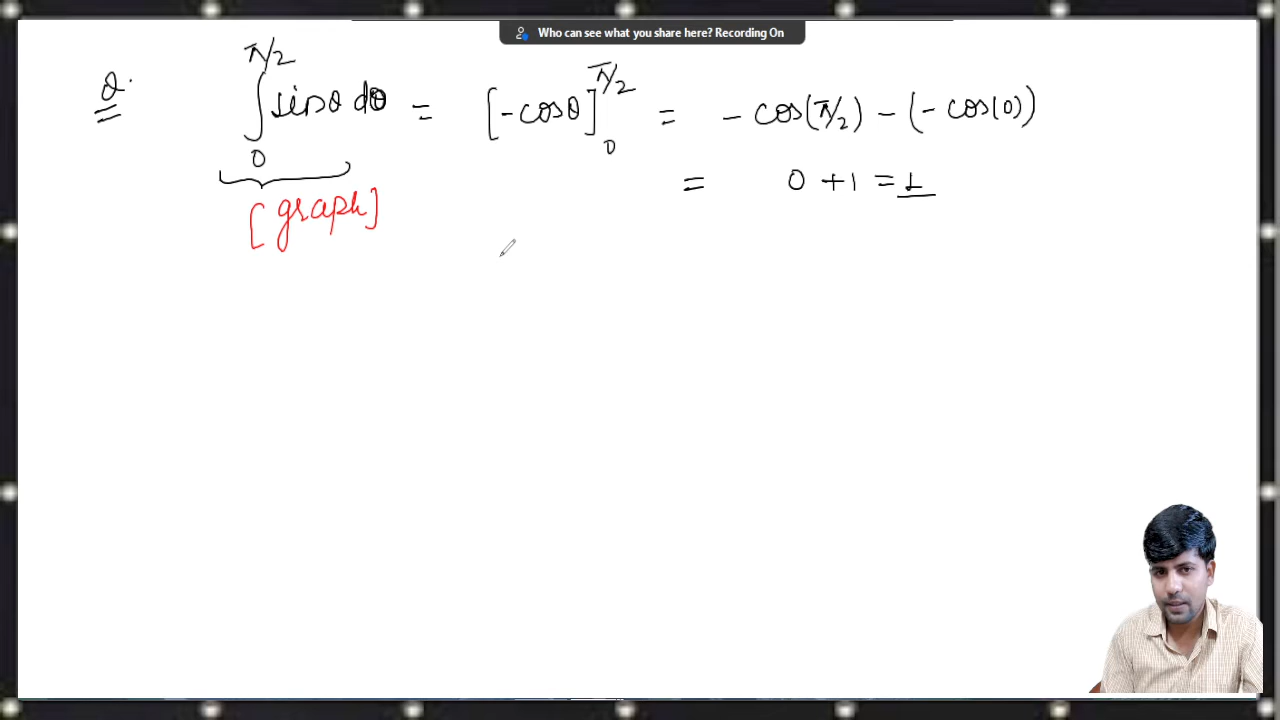 Who can see what you share here? Recording On
Q. ∫₀^{π/2} sinθ dθ = [-cosθ]₀^{π/2} = - cos(π/2) - (- cos(0))
= 0 + 1 = 1
[graph]